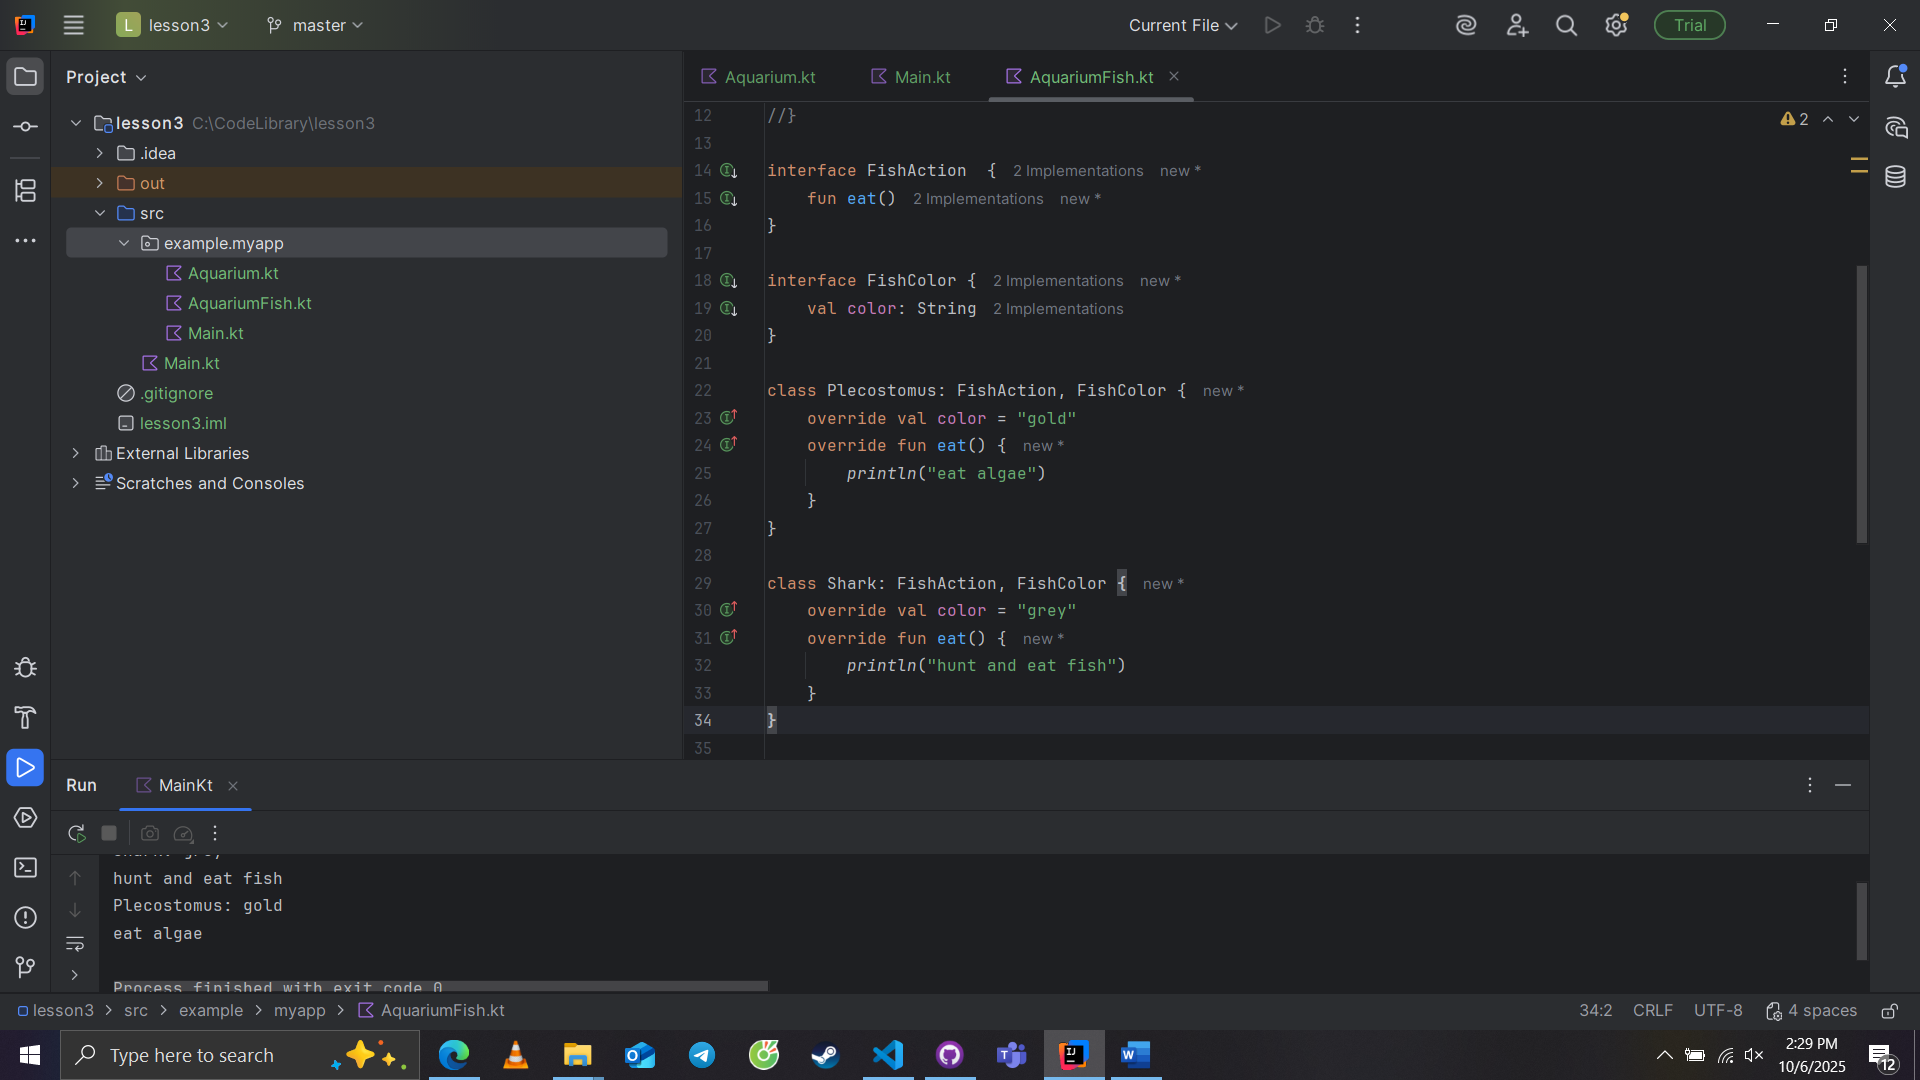 L lesson3 master Current File Trial
Project
Aquarium.kt Main.kt AquariumFish.kt
lesson3 C:\CodeLibrary\lesson3
.idea
out
src
example.myapp
Aquarium.kt
AquariumFish.kt
Main.kt
Main.kt
.gitignore
lesson3.iml
External Libraries
Scratches and Consoles
2
12 //}
13
14 interface FishAction  { 2 Implementations new *
15     fun eat() 2 Implementations new *
16 }
17
18 interface FishColor { 2 Implementations new *
19     val color: String 2 Implementations
20 }
21
22 class Plecostomus: FishAction, FishColor { new *
23     override val color = "gold"
24     override fun eat() { new *
25         println("eat algae")
26     }
27 }
28
29 class Shark: FishAction, FishColor { new *
30     override val color = "grey"
31     override fun eat() { new *
32         println("hunt and eat fish")
33     }
34 }
35
Run MainKt
hunt and eat fish
Plecostomus: gold
eat algae
Process finished with exit code 0
lesson3 > src > example > myapp > AquariumFish.kt 34:2 CRLF UTF-8 4 spaces
Type here to search
2:29 PM
10/6/2025
12